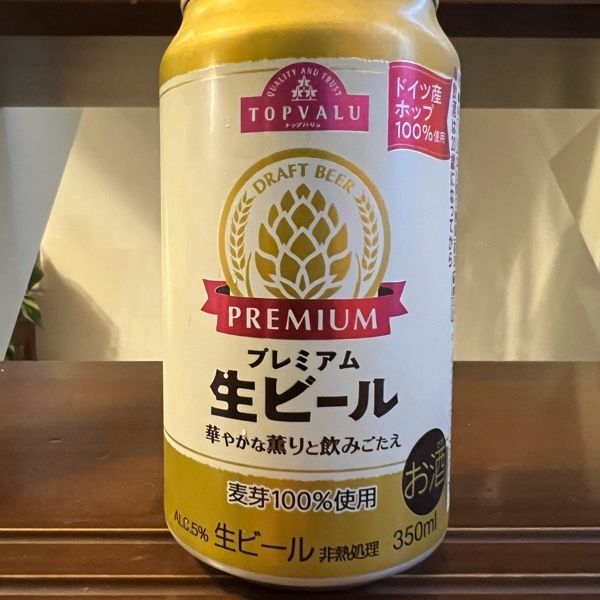 QUALITY AND TRUST
TOPVALU
トップバリュ
ドイツ産
ホップ
100%使用
DRAFT BEER
PREMIUM
プレミアム
生ビール
華やかな薫りと飲みごたえ
お酒
麦芽100%使用
ALC.5% 生ビール 非熱処理 350ml